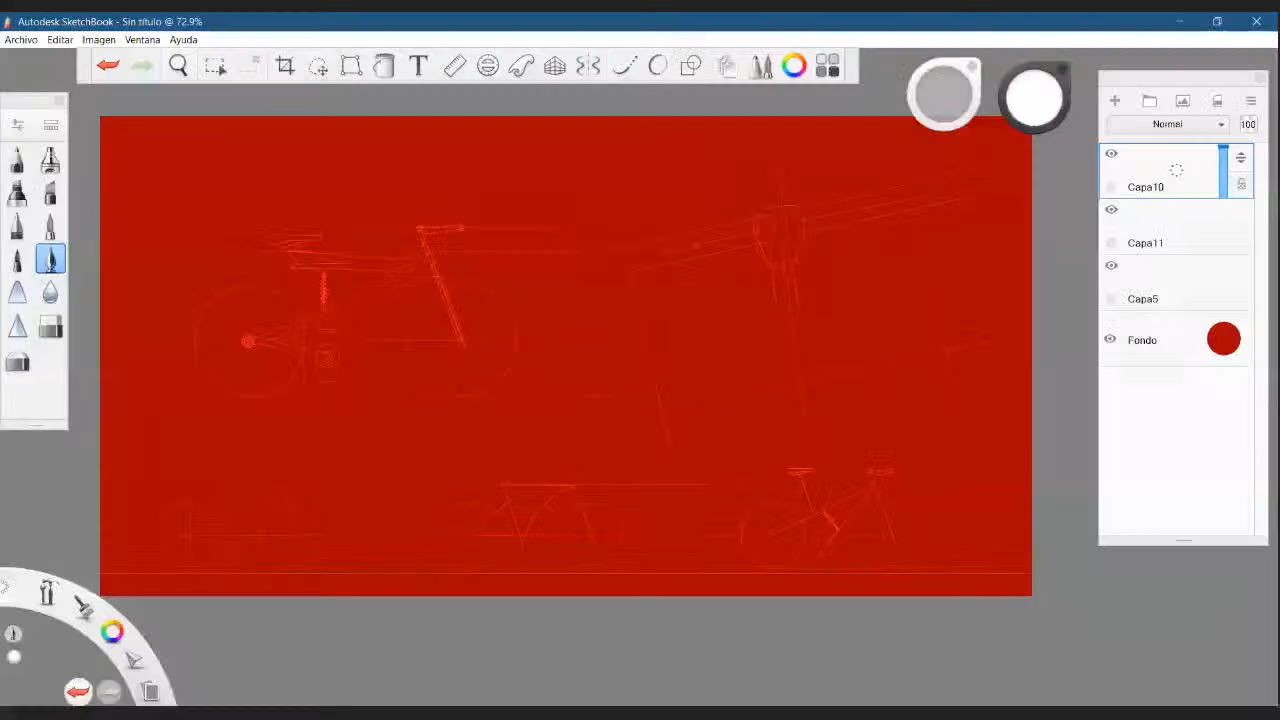 Autodesk SketchBook - Sin título @ 72.9%
Archivo Editar Imagen Ventana Ayuda
T
Normal 100
Capa10
Capa11
Capa5
Fondo